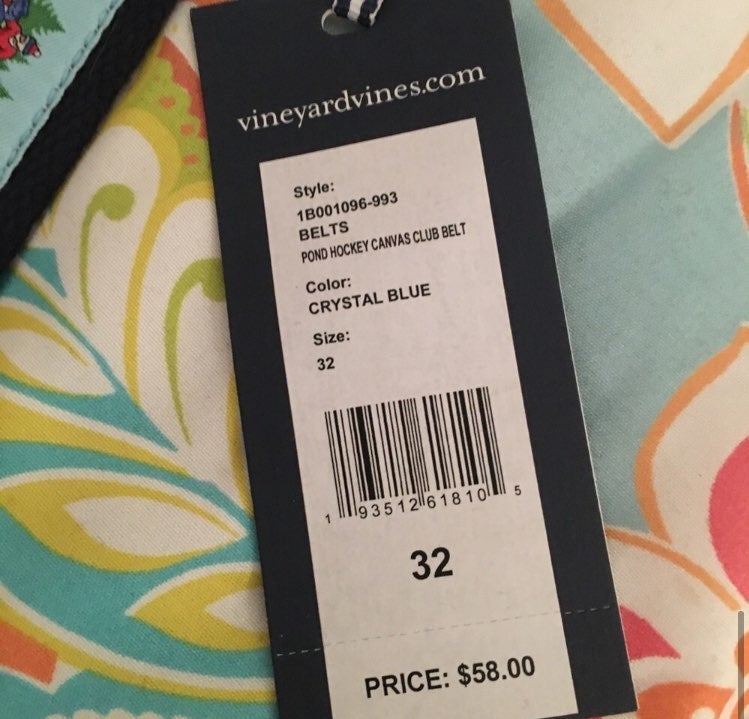 vineyardvines.com
Style:
1B001096-993
BELTS
POND HOCKEY CANVAS CLUB BELT
Color:
CRYSTAL BLUE
Size:
32
1 93512 61810 5
32
PRICE: $58.00